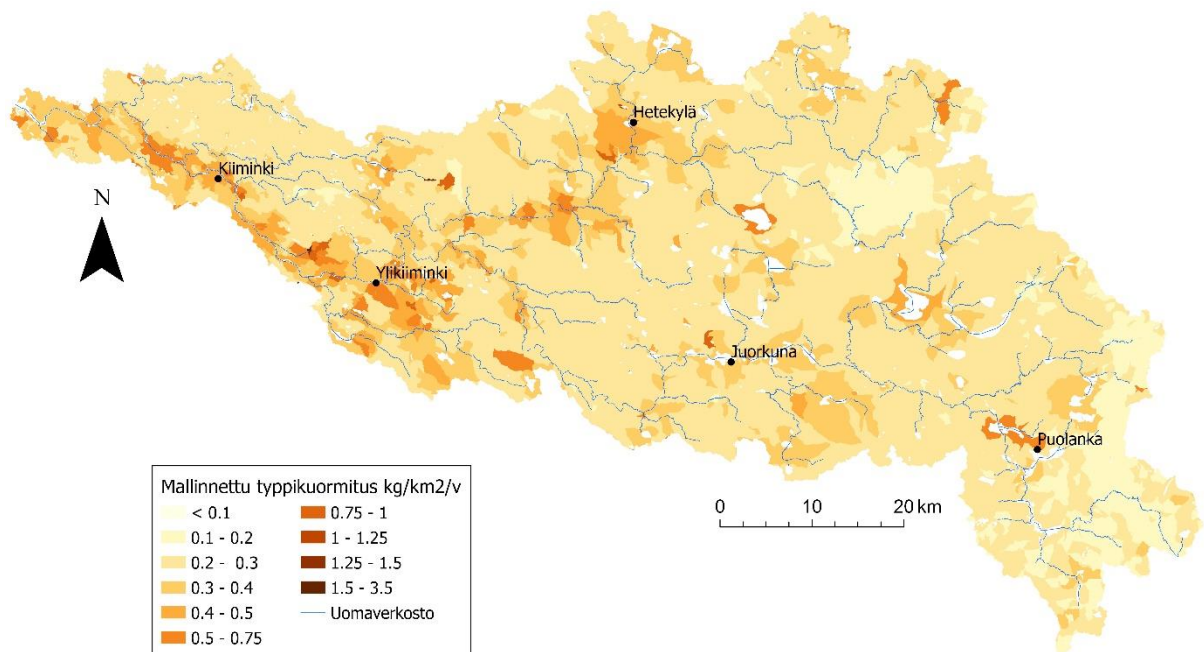 Hetekylä
Kiiminki
N
Ylikiiminki
Juorkuna
Puolanka
0 10 20 km
Mallinnettu typpikuormitus kg/km2/v
< 0.1
0.1 - 0.2
0.2 - 0.3
0.3 - 0.4
0.4 - 0.5
0.5 - 0.75
0.75 - 1
1 - 1.25
1.25 - 1.5
1.5 - 3.5
Uomaverkosto